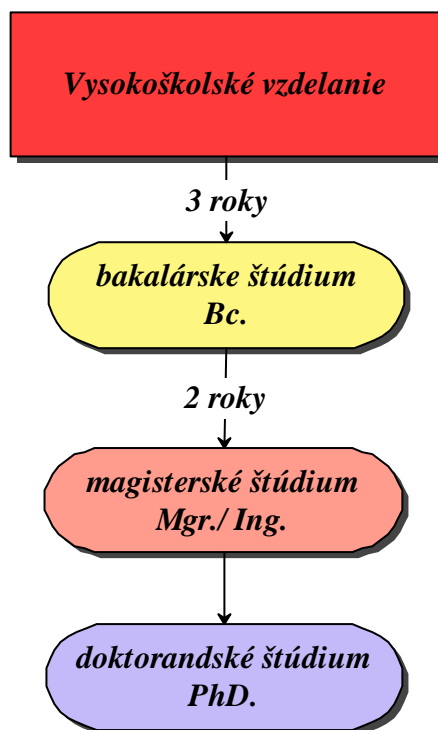 Vysokoškolské vzdelanie
3 roky
bakalárske štúdium
Bc.
2 roky
magisterské štúdium
Mgr./ Ing.
doktorandské štúdium
PhD.